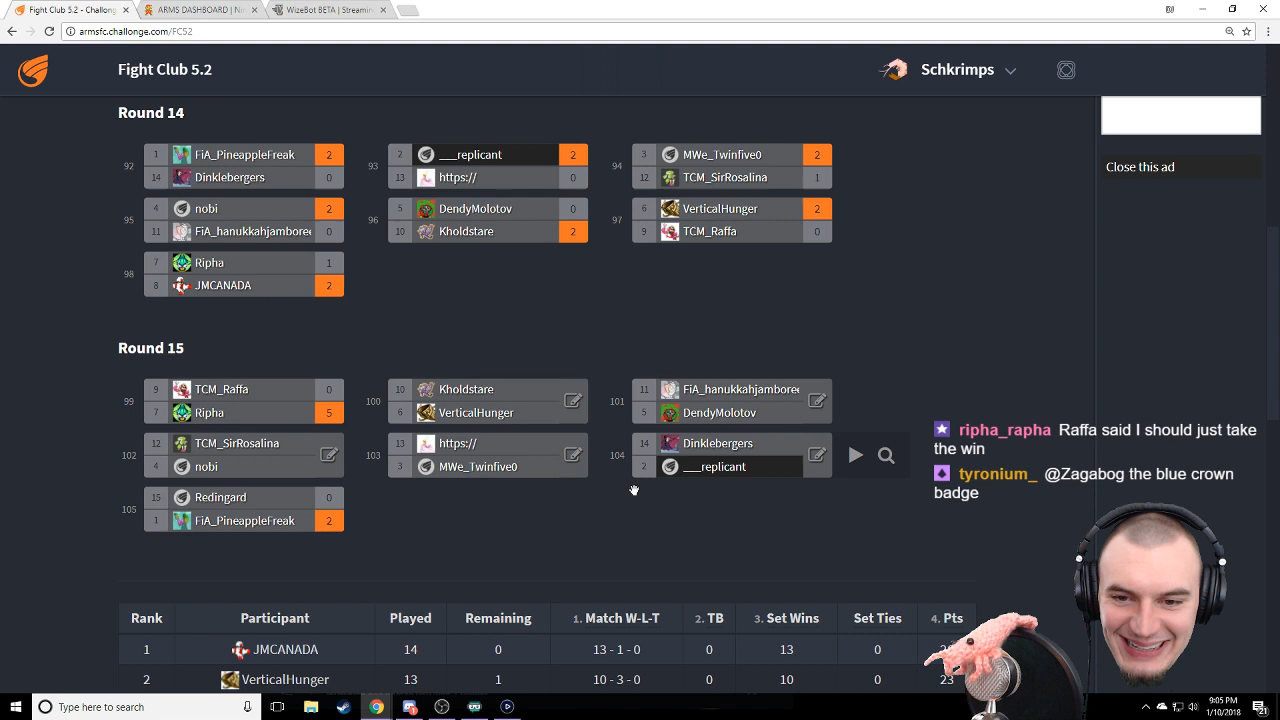 Fight Club 5.2 - Challong
ARMS DASHBOARD | Ni
WizeBot BETA | Streamin
armsfc.challonge.com/FC52
Fight Club 5.2
Schkrimps
Close this ad
Round 14
92
1 FiA_PineappleFreak 2
14 Dinklebergers 0
93
2 ___replicant 2
13 https:// 0
94
3 MWe_Twinfive0 2
12 TCM_SirRosalina 1
95
4 nobi 2
11 FiA_hanukkahjamboree 0
96
5 DendyMolotov 0
10 Kholdstare 2
97
6 VerticalHunger 2
9 TCM_Raffa 0
98
7 Ripha 1
8 JMCANADA 2
Round 15
99
9 TCM_Raffa 0
7 Ripha 5
100
10 Kholdstare
6 VerticalHunger
101
11 FiA_hanukkahjamboree
5 DendyMolotov
102
12 TCM_SirRosalina
4 nobi
103
13 https://
3 MWe_Twinfive0
104
14 Dinklebergers
2 ___replicant
105
15 Redingard 0
1 FiA_PineappleFreak 2
ripha_rapha Raffa said I should just take
the win
tyronium_ @Zagabog the blue crown
badge
Rank Participant Played Remaining 1. Match W-L-T 2. TB 3. Set Wins Set Ties 4. Pts
1 JMCANADA 14 0 13 - 1 - 0 0 13 0
2 VerticalHunger 13 1 10 - 3 - 0 0 10 0 23
Type here to search
9:05 PM
1/10/2018